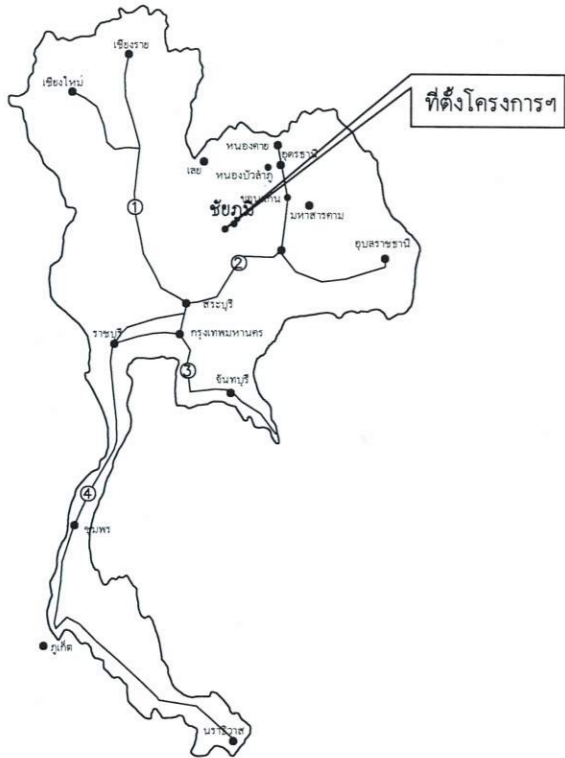 เชียงราย
เชียงใหม่
ที่ตั้งโครงการฯ
หนองคาย
อุดรธานี
เลย
หนองบัวลำภู
ขอนแก่น
ชัยภูมิ
มหาสารคาม
①
อุบลราชธานี
②
สระบุรี
ราชบุรี
กรุงเทพมหานคร
③
จันทบุรี
④
ชุมพร
ภูเก็ต
นราธิวาส